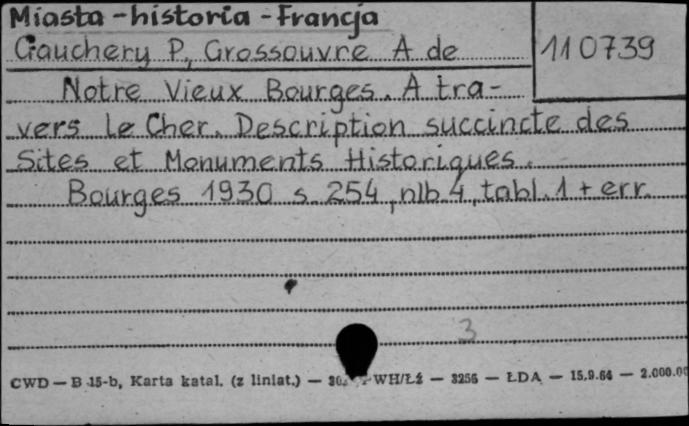 Miasta - historia - Francja
Gauchery P, Grossouvre A de
110739
Notre Vieux Bourges. A tra-
vers le Cher. Description succincte des
Sites et Monuments Historiques.
Bourges 1930 s. 254, nlb. 4, tabl. 1 + err.
3
CWD — B 15-b, Karta katal. (z liniat.) — WH/ŁŹ — 3256 — ŁDA — 15.9.64 — 2.000.00